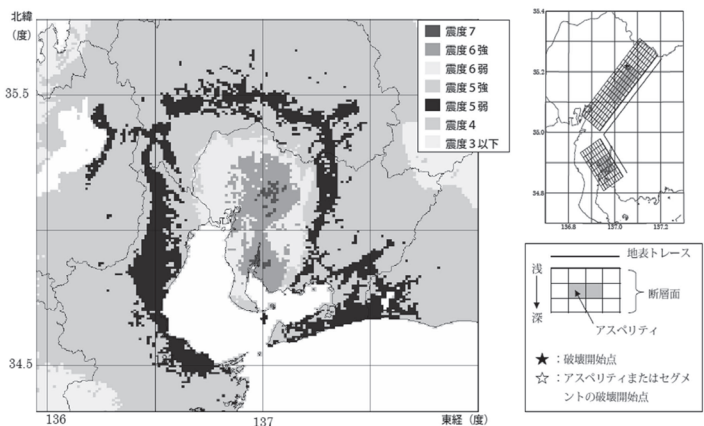 北緯
(度)
35.5
34.5
136
137
東経(度)
震度7
震度6強
震度6弱
震度5強
震度5弱
震度4
震度3以下
35.4
35.2
35.0
34.8
136.8
137.0
137.2
地表トレース
浅
深
断層面
アスペリティ
★:破壊開始点
☆:アスペリティまたはセグメ
ントの破壊開始点